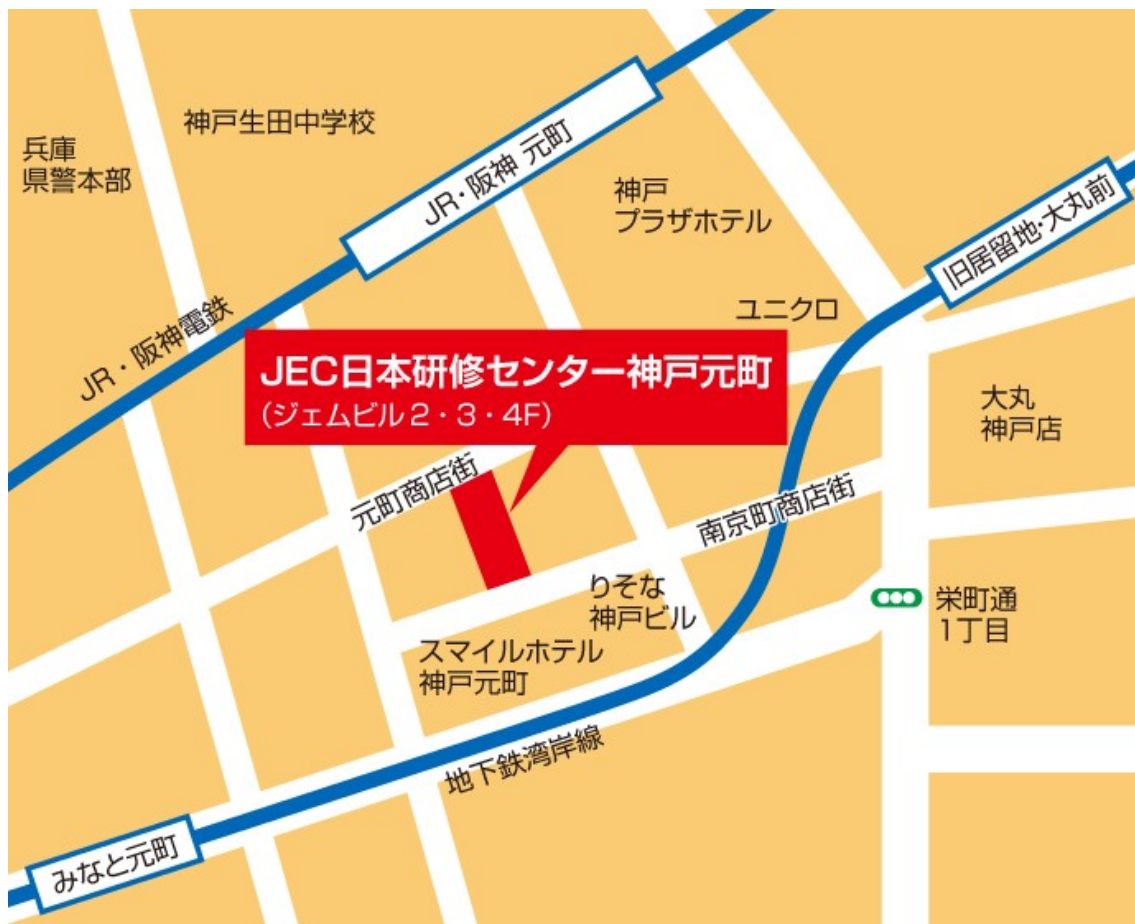 神戸生田中学校
兵庫
県警本部
JR・阪神 元町
神戸
プラザホテル
旧居留地・大丸前
JR・阪神電鉄
ユニクロ
JEC日本研修センター神戸元町
(ジェムビル2・3・4F)
大丸
神戸店
元町商店街
南京町商店街
りそな
神戸ビル
栄町通
1丁目
スマイルホテル
神戸元町
地下鉄湾岸線
みなと元町